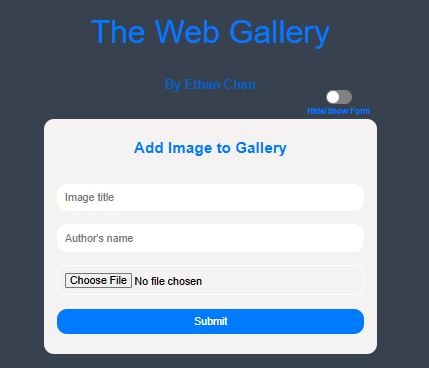 The Web Gallery
By Ethan Chan
Hide/Show Form
Add Image to Gallery
Image title
Author's name
Choose File No file chosen
Submit